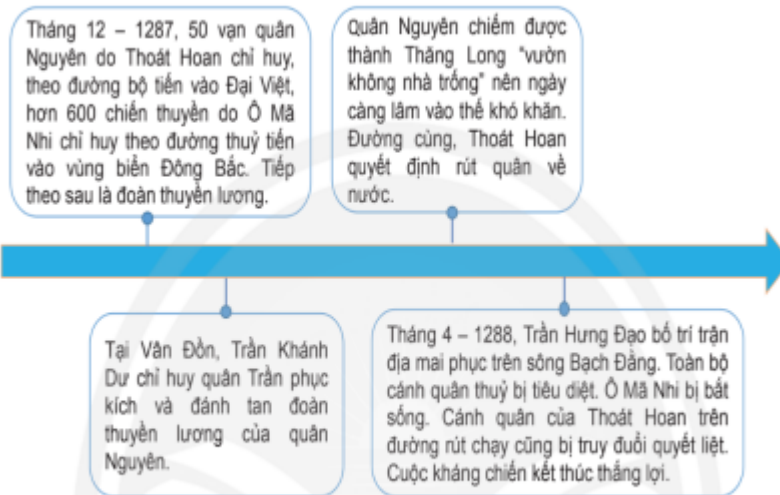 Tháng 12 – 1287, 50 vạn quân
Nguyên do Thoát Hoan chỉ huy,
theo đường bộ tiến vào Đại Việt,
hơn 600 chiến thuyền do Ô Mã
Nhi chỉ huy theo đường thuỷ tiến
vào vùng biển Đông Bắc. Tiếp
theo sau là đoàn thuyền lương.
Quân Nguyên chiếm được
thành Thăng Long "vườn
không nhà trống" nên ngày
càng lâm vào thế khó khăn.
Đường cùng, Thoát Hoan
quyết định rút quân về
nước.
Tại Vân Đồn, Trần Khánh
Dư chỉ huy quân Trần phục
kích và đánh tan đoàn
thuyền lương của quân
Nguyên.
Tháng 4 – 1288, Trần Hưng Đạo bố trí trận
địa mai phục trên sông Bạch Đằng. Toàn bộ
cánh quân thuỷ bị tiêu diệt. Ô Mã Nhi bị bắt
sống. Cánh quân của Thoát Hoan trên
đường rút chạy cũng bị truy đuổi quyết liệt.
Cuộc kháng chiến kết thúc thắng lợi.